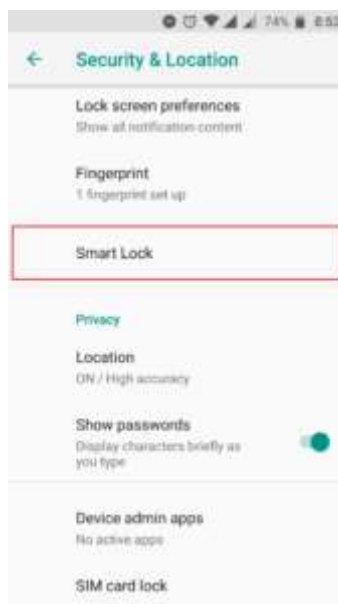 74% 8:53
Security & Location
Lock screen preferences
Show all notification content
Fingerprint
1 fingerprint set up
Smart Lock
Privacy
Location
ON / High accuracy
Show passwords
Display characters briefly as
you type
Device admin apps
No active apps
SIM card lock